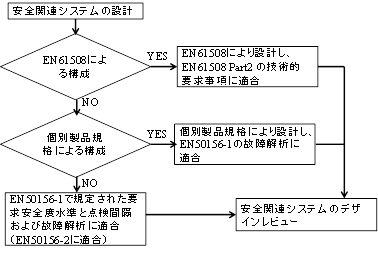 安全関連システムの設計
EN61508によ
る構成
YES
EN61508により設計し、
EN61508 Part2 の技術的
要求事項に適合
NO
個別製品規
格による構成
YES
個別製品規格により設計し、
EN50156-1の故障解析に
適合
NO
EN50156-1で規定された要
求安全度水準と点検間隔
および故障解析に適合
(EN50156-2に適合)
安全関連システムのデザ
インレビュー